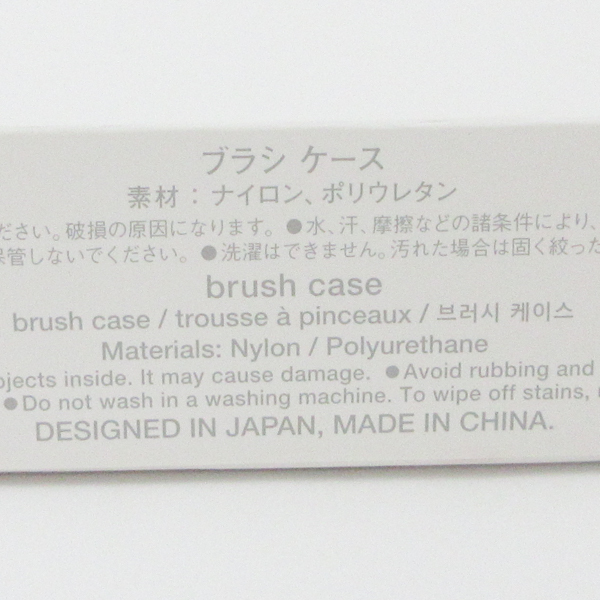 ブラシ ケース
素材：ナイロン、ポリウレタン
ださい。破損の原因になります。 ●水、汗、摩擦などの諸条件により、
保管しないでください。 ●洗濯はできません。汚れた場合は固く絞った
brush case
brush case / trousse à pinceaux / 브러시 케이스
Materials: Nylon / Polyurethane
bjects inside. It may cause damage. ●Avoid rubbing and
●Do not wash in a washing machine. To wipe off stains,
DESIGNED IN JAPAN, MADE IN CHINA.